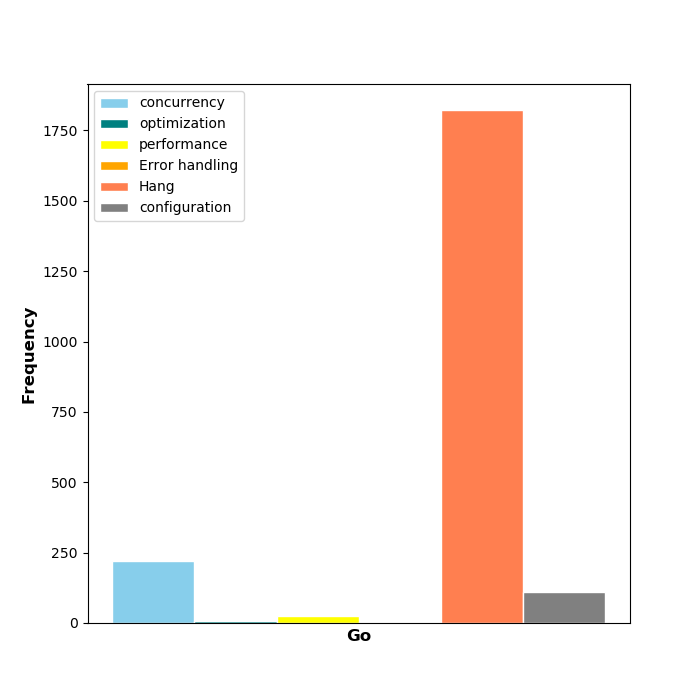 concurrency
optimization
performance
Error handling
Hang
configuration
1750
1500
1250
1000
750
500
250
0
Frequency
Go